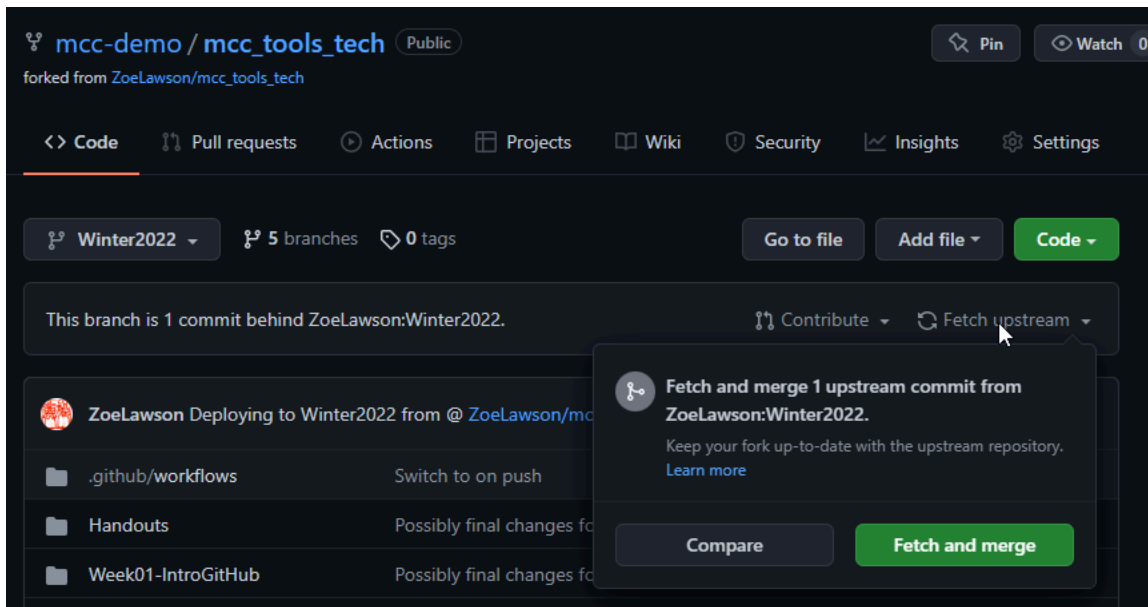 mcc-demo / mcc_tools_tech Public
Pin
Watch 0
forked from ZoeLawson/mcc_tools_tech
Code Pull requests Actions Projects Wiki Security Insights Settings
Winter2022 5 branches 0 tags Go to file Add file Code
This branch is 1 commit behind ZoeLawson:Winter2022. Contribute Fetch upstream
Fetch and merge 1 upstream commit from
ZoeLawson:Winter2022.
Keep your fork up-to-date with the upstream repository.
Learn more
Compare Fetch and merge
ZoeLawson Deploying to Winter2022 from @ ZoeLawson/mc
.github/workflows Switch to on push
Handouts Possibly final changes fo
Week01-IntroGitHub Possibly final changes fo